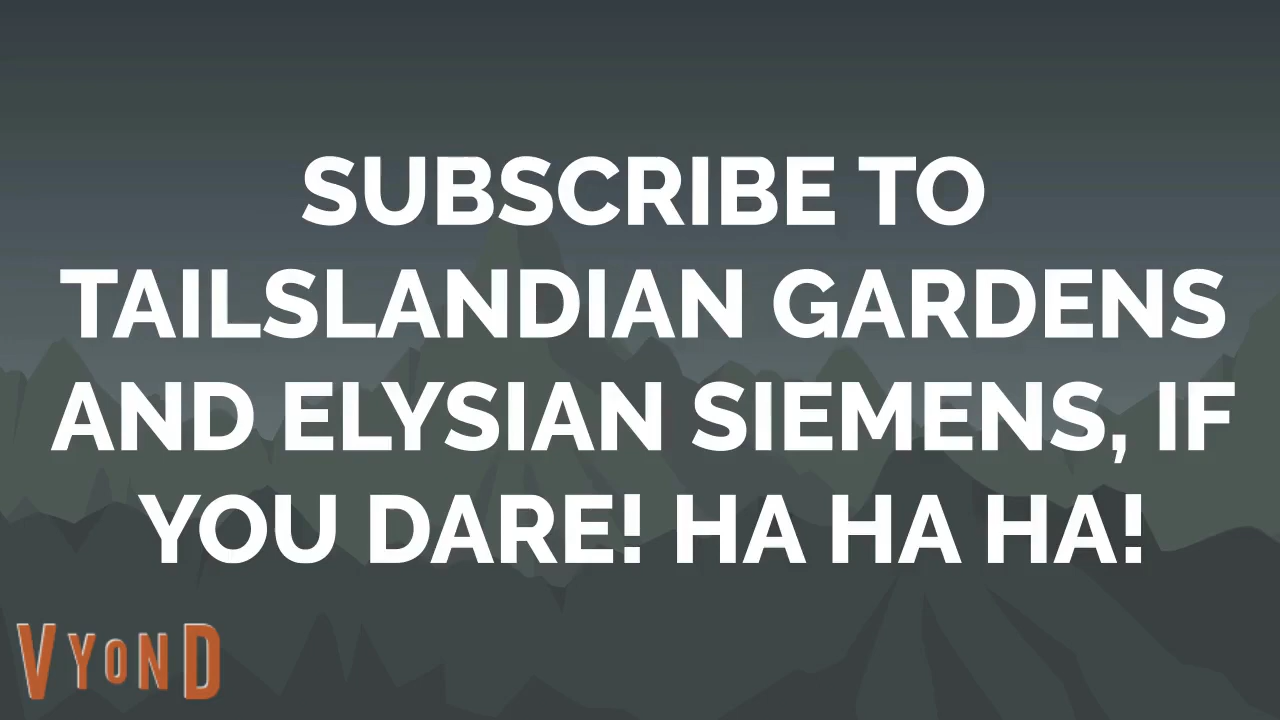 SUBSCRIBE TO
TAILSLANDIAN GARDENS
AND ELYSIAN SIEMENS, IF
YOU DARE! HA HA HA!
VYOND